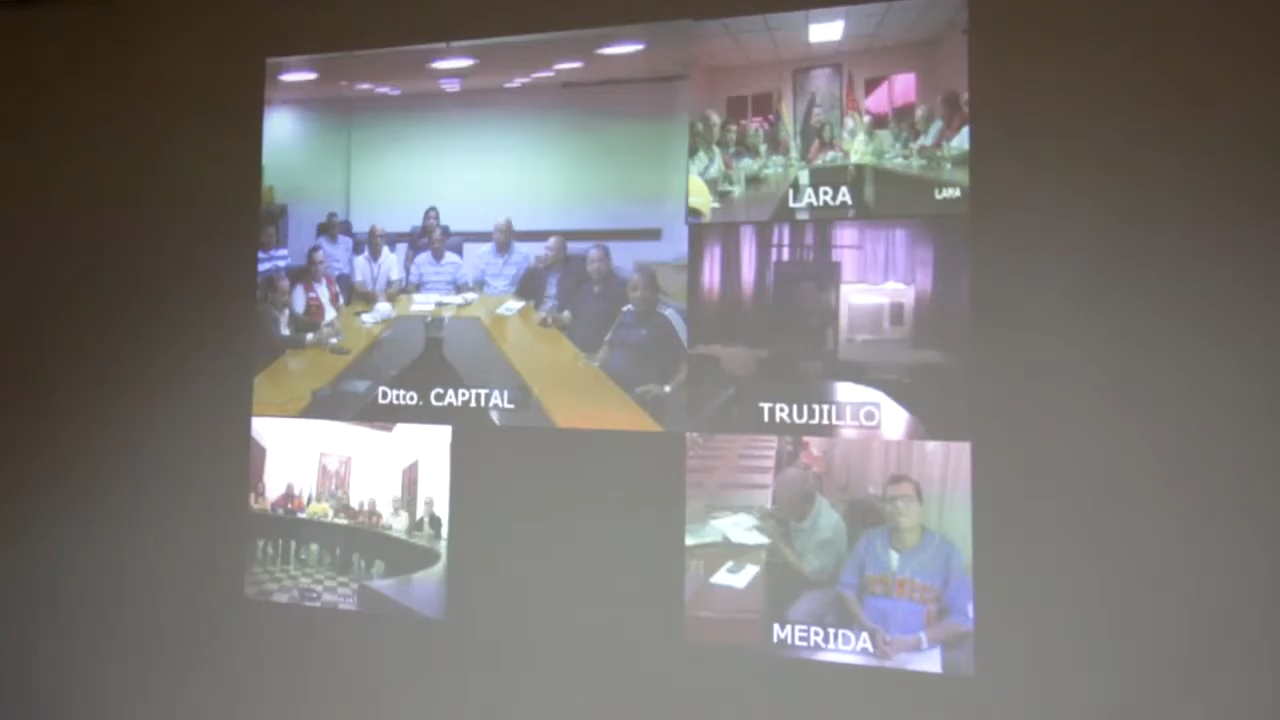 LARA
LARA
Dtto. CAPITAL
TRUJILLO
MERIDA